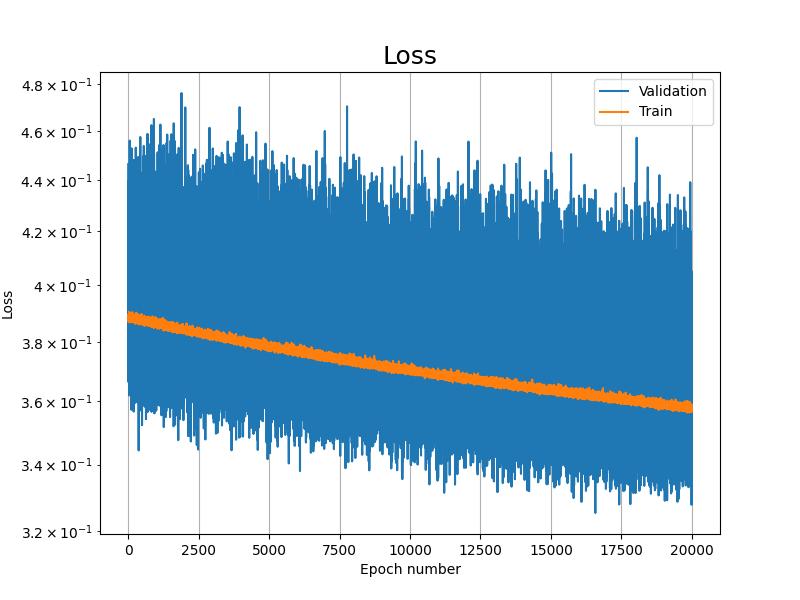 Loss
4.8 × 10⁻¹
4.6 × 10⁻¹
4.4 × 10⁻¹
4.2 × 10⁻¹
4 × 10⁻¹
3.8 × 10⁻¹
3.6 × 10⁻¹
3.4 × 10⁻¹
3.2 × 10⁻¹
Loss
Validation
Train
0 2500 5000 7500 10000 12500 15000 17500 20000
Epoch number